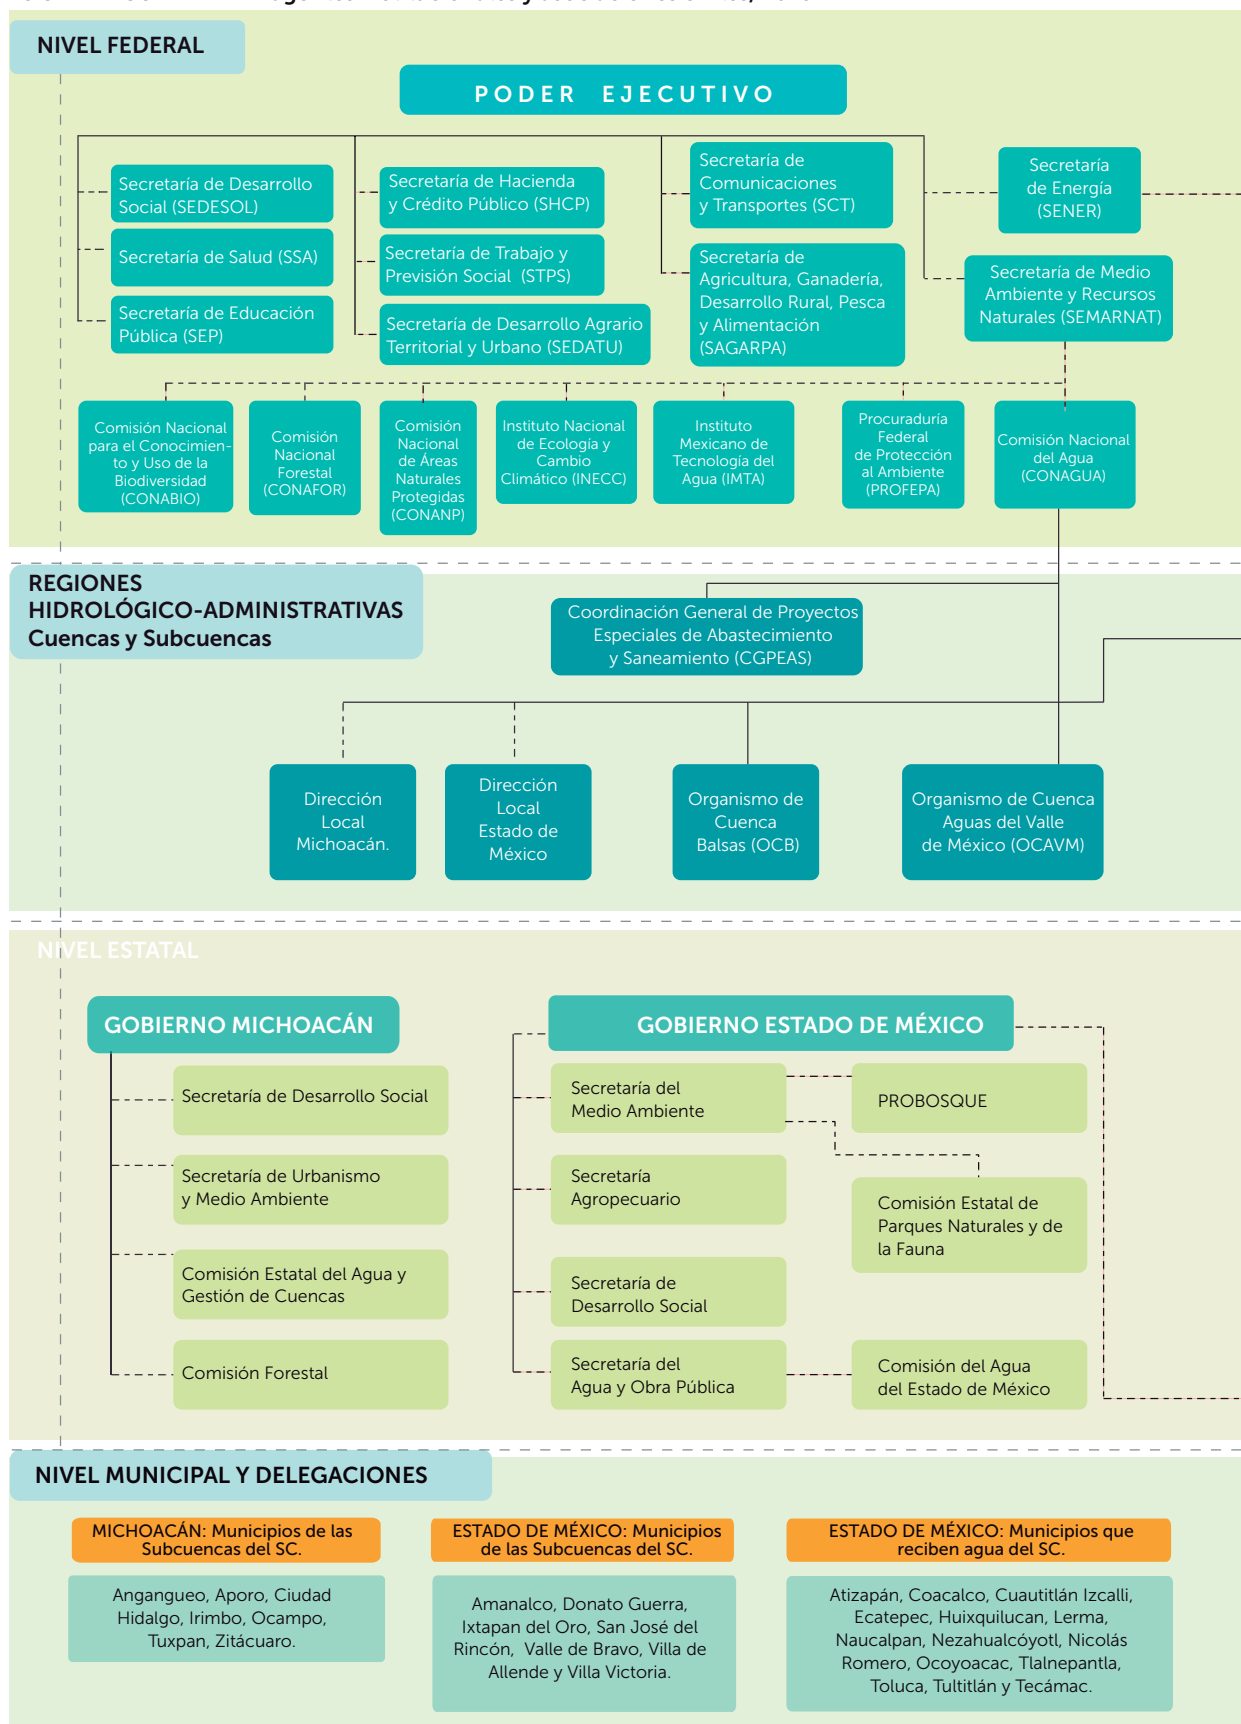 NIVEL FEDERAL
PODER EJECUTIVO
Secretaría de Desarrollo
Social (SEDESOL)
Secretaría de Salud (SSA)
Secretaría de Educación
Pública (SEP)
Secretaría de Hacienda
y Crédito Público (SHCP)
Secretaría de Trabajo y
Previsión Social (STPS)
Secretaría de Desarrollo Agrario
Territorial y Urbano (SEDATU)
Secretaría de
Comunicaciones
y Transportes (SCT)
Secretaría de
Agricultura, Ganadería,
Desarrollo Rural, Pesca
y Alimentación
(SAGARPA)
Secretaría
de Energía
(SENER)
Secretaría de Medio
Ambiente y Recursos
Naturales (SEMARNAT)
Comisión Nacional
para el Conocimien-
to y Uso de la
Biodiversidad
(CONABIO)
Comisión
Nacional
Forestal
(CONAFOR)
Comisión
Nacional
de Áreas
Naturales
Protegidas
(CONANP)
Instituto Nacional
de Ecología y
Cambio
Climático (INECC)
Instituto
Mexicano de
Tecnología del
Agua (IMTA)
Procuraduría
Federal
de Protección
al Ambiente
(PROFEPA)
Comisión Nacional
del Agua
(CONAGUA)
REGIONES
HIDROLÓGICO-ADMINISTRATIVAS
Cuencas y Subcuencas
Coordinación General de Proyectos
Especiales de Abastecimiento
y Saneamiento (CGPEAS)
Dirección
Local
Michoacán.
Dirección
Local
Estado de
México
Organismo de
Cuenca
Balsas (OCB)
Organismo de Cuenca
Aguas del Valle
de México (OCAVM)
NIVEL ESTATAL
GOBIERNO MICHOACÁN
Secretaría de Desarrollo Social
Secretaría de Urbanismo
y Medio Ambiente
Comisión Estatal del Agua y
Gestión de Cuencas
Comisión Forestal
GOBIERNO ESTADO DE MÉXICO
Secretaría del
Medio Ambiente
PROBOSQUE
Secretaría
Agropecuario
Comisión Estatal de
Parques Naturales y de
la Fauna
Secretaría de
Desarrollo Social
Secretaría del
Agua y Obra Pública
Comisión del Agua
del Estado de México
NIVEL MUNICIPAL Y DELEGACIONES
MICHOACÁN: Municipios de las
Subcuencas del SC.
Angangueo, Aporo, Ciudad
Hidalgo, Irimbo, Ocampo,
Tuxpan, Zitácuaro.
ESTADO DE MÉXICO: Municipios
de las Subcuencas del SC.
Amanalco, Donato Guerra,
Ixtapan del Oro, San José del
Rincón, Valle de Bravo, Villa de
Allende y Villa Victoria.
ESTADO DE MÉXICO: Municipios que
reciben agua del SC.
Atizapán, Coacalco, Cuautitlán Izcalli,
Ecatepec, Huixquilucan, Lerma,
Naucalpan, Nezahualcóyotl, Nicolás
Romero, Ocoyoacac, Tlalnepantla,
Toluca, Tultitlán y Tecámac.